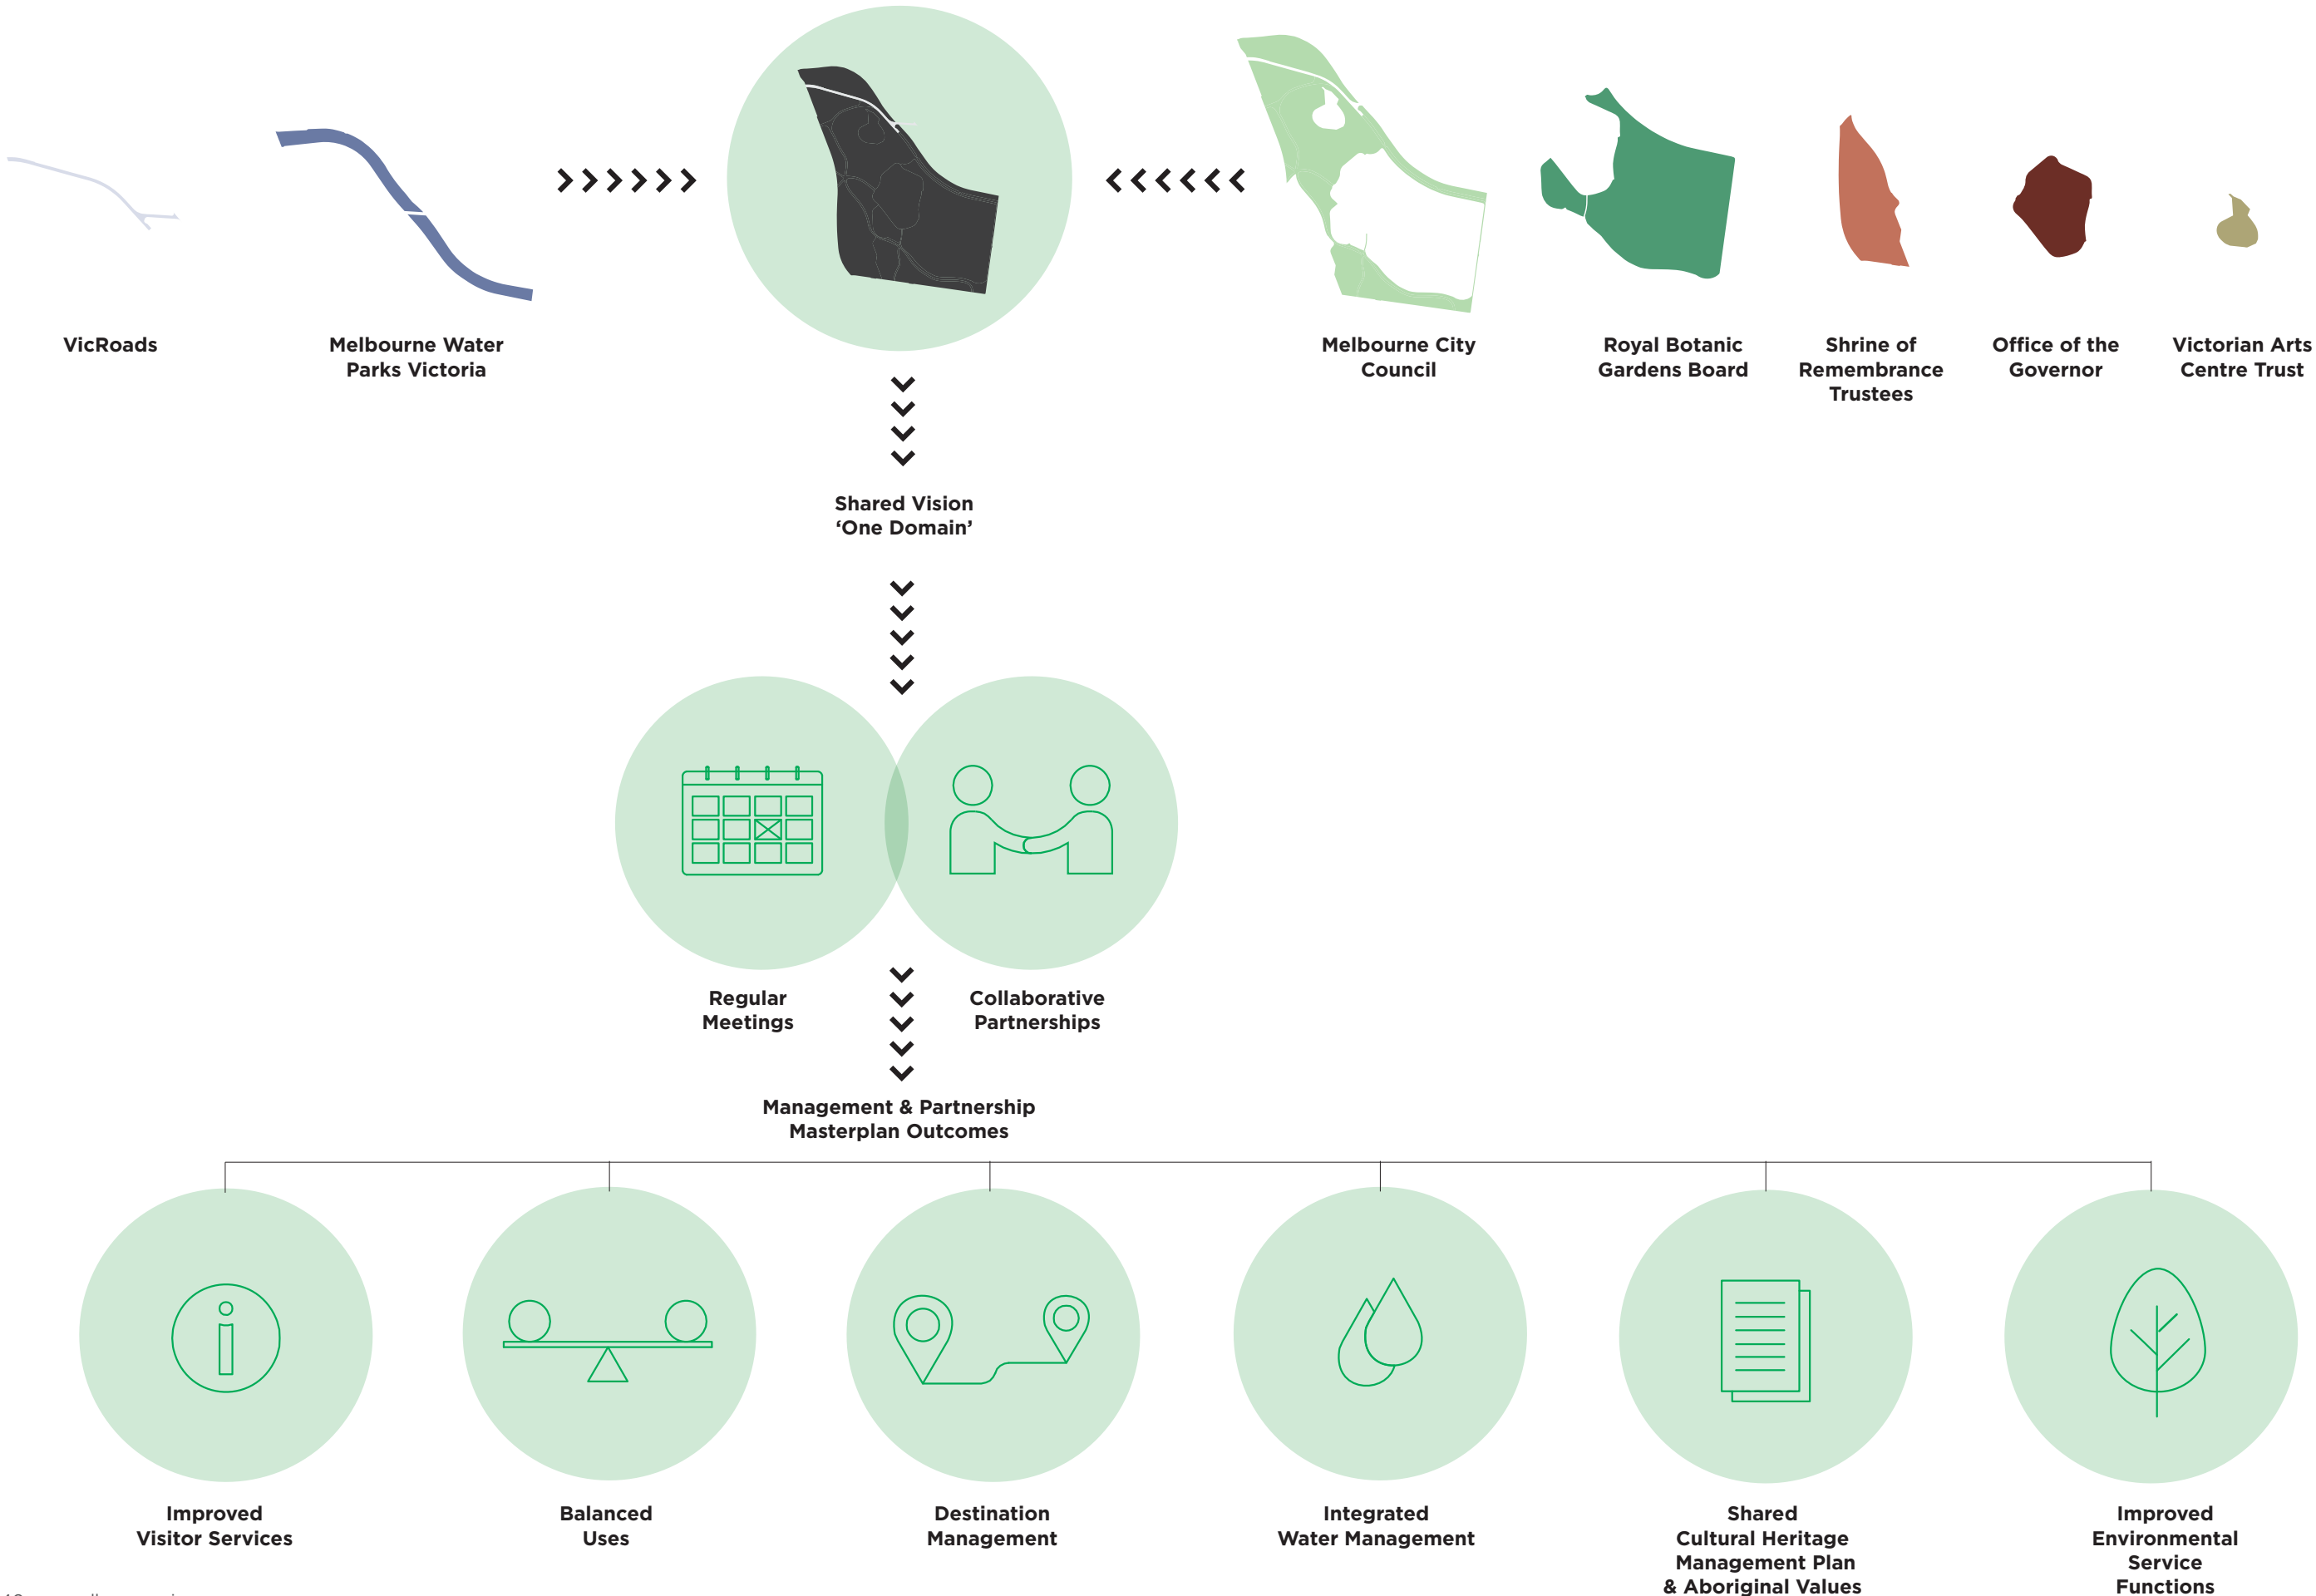 VicRoads
Melbourne Water
Parks Victoria
Melbourne City
Council
Royal Botanic
Gardens Board
Shrine of
Remembrance
Trustees
Office of the
Governor
Victorian Arts
Centre Trust
Shared Vision
‘One Domain’
Regular
Meetings
Collaborative
Partnerships
Management & Partnership
Masterplan Outcomes
Improved
Visitor Services
Balanced
Uses
Destination
Management
Integrated
Water Management
Shared
Cultural Heritage
Management Plan
& Aboriginal Values
Improved
Environmental
Service
Functions